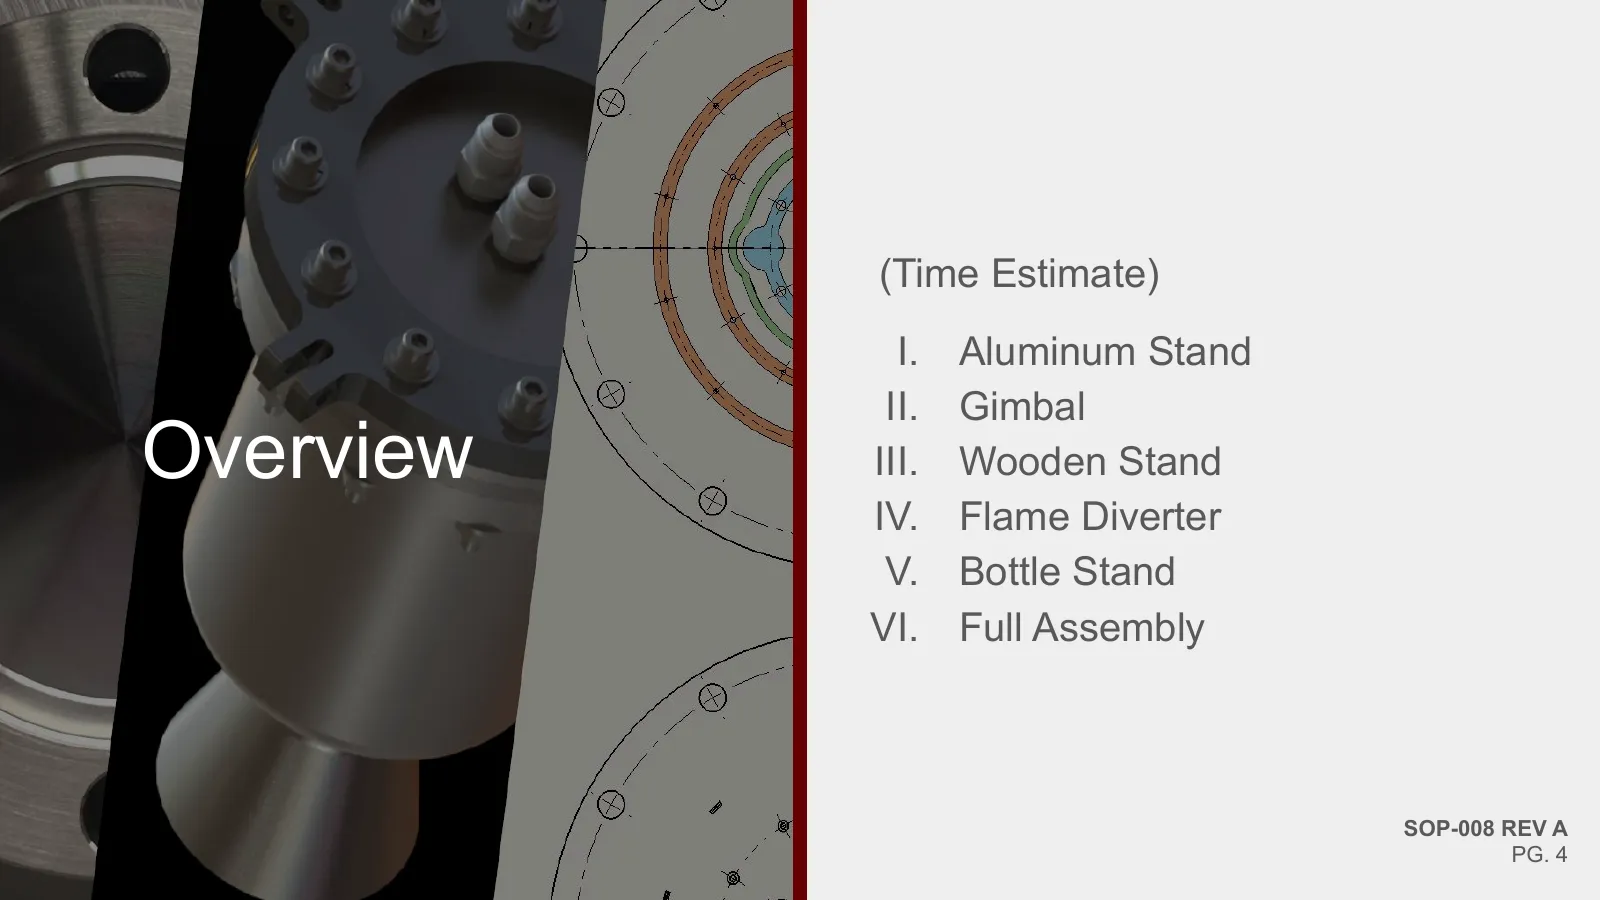 Overview
(Time Estimate)
I. Aluminum Stand
II. Gimbal
III. Wooden Stand
IV. Flame Diverter
V. Bottle Stand
VI. Full Assembly
SOP-008 REV A
PG. 4